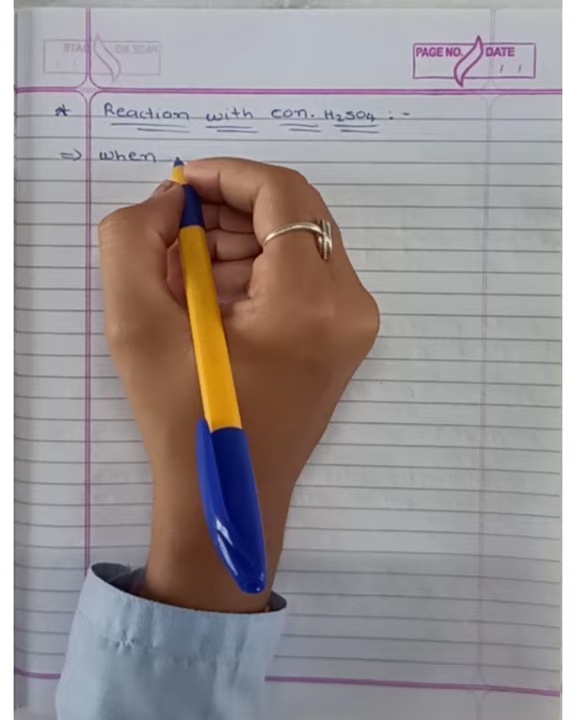 PAGE NO. DATE
/ /
* Reaction with con. H₂SO₄ :-
⇒ when